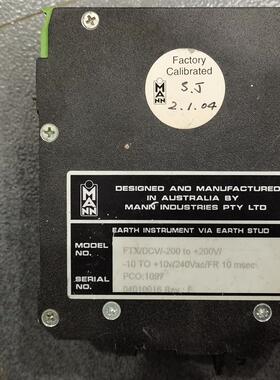 Factory
Calibrated
S.J
MANN
2.1.04
MANN
DESIGNED AND MANUFACTURED
IN AUSTRALIA BY
MANN INDUSTRIES PTY LTD
EARTH INSTRUMENT VIA EARTH STUD
MODEL NO. FTX/DCV/-200 to +200V/
-10 TO +10v/240Vac/FR 10 msec
PCO:1097
SERIAL NO. 04010016 Rev : F